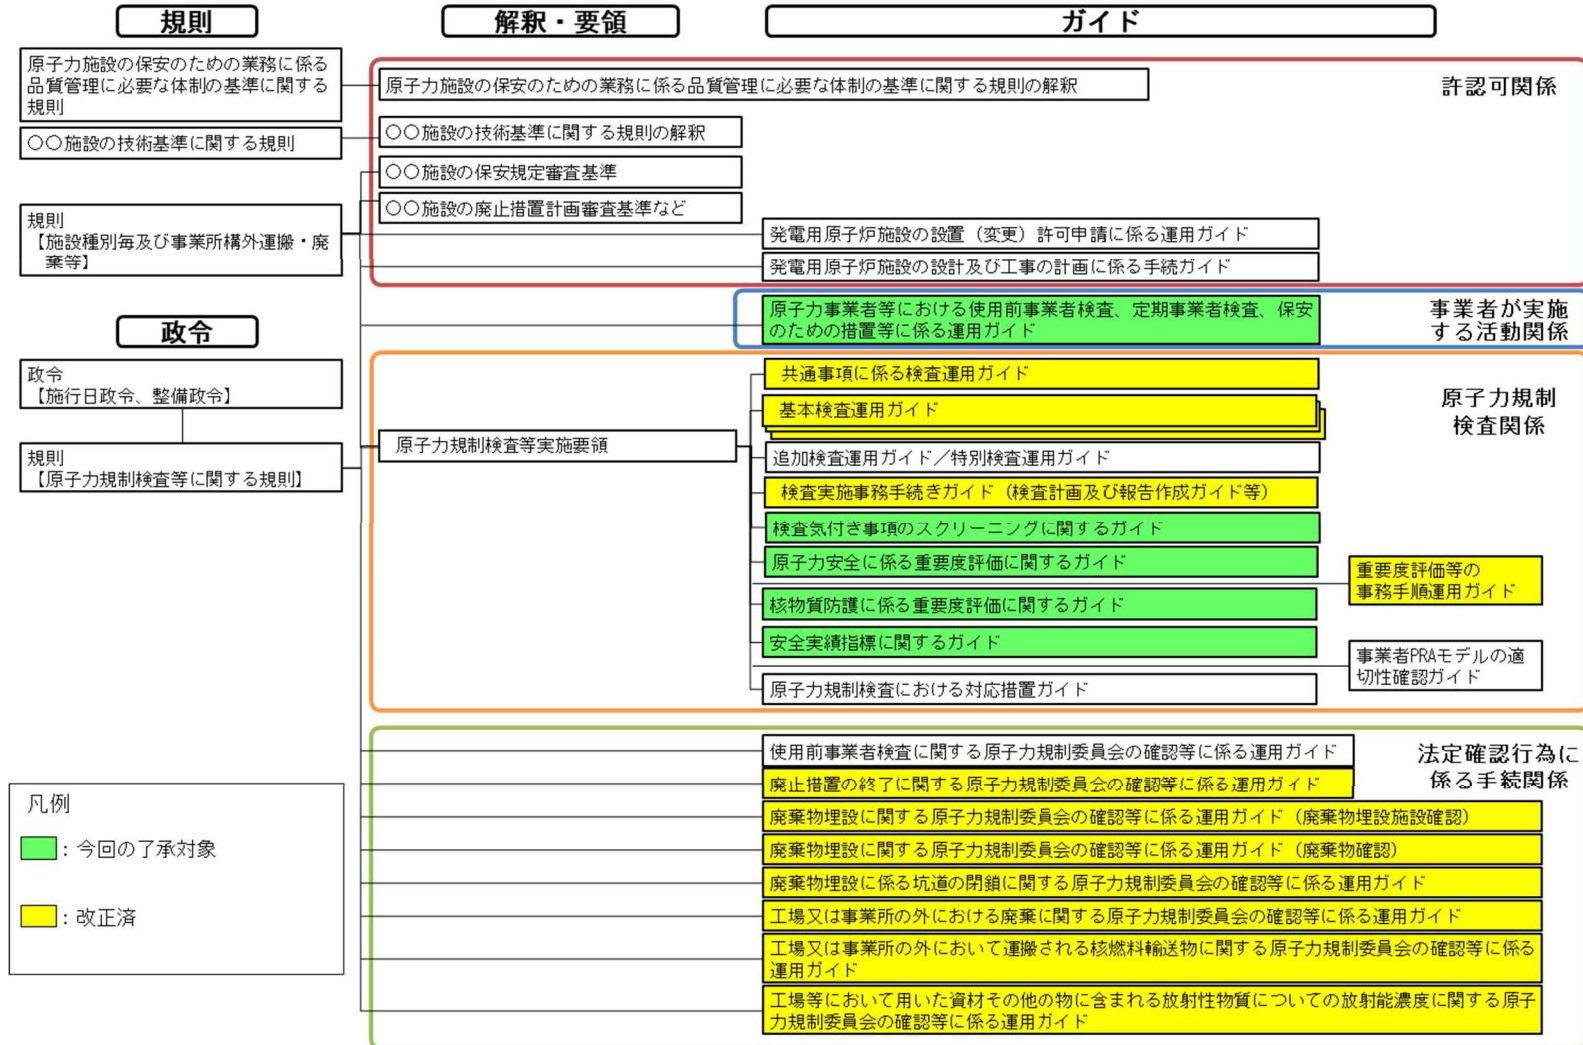 規則
解釈・要領
ガイド
原子力施設の保安のための業務に係る
品質管理に必要な体制の基準に関する
規則
○○施設の技術基準に関する規則
規則
【施設種別毎及び事業所構外運搬・廃
棄等】
政令
政令
【施行日政令、整備政令】
規則
【原子力規制検査等に関する規則】
許認可関係
原子力施設の保安のための業務に係る品質管理に必要な体制の基準に関する規則の解釈
○○施設の技術基準に関する規則の解釈
○○施設の保安規定審査基準
○○施設の廃止措置計画審査基準など
発電用原子炉施設の設置（変更）許可申請に係る運用ガイド
発電用原子炉施設の設計及び工事の計画に係る手続ガイド
事業者が実施
する活動関係
原子力事業者等における使用前事業者検査、定期事業者検査、保安
のための措置等に係る運用ガイド
原子力規制
検査関係
原子力規制検査等実施要領
共通事項に係る検査運用ガイド
基本検査運用ガイド
追加検査運用ガイド／特別検査運用ガイド
検査実施事務手続きガイド（検査計画及び報告作成ガイド等）
検査気付き事項のスクリーニングに関するガイド
原子力安全に係る重要度評価に関するガイド
重要度評価等の
事務手順運用ガイド
核物質防護に係る重要度評価に関するガイド
安全実績指標に関するガイド
事業者PRAモデルの適
切性確認ガイド
原子力規制検査における対応措置ガイド
法定確認行為に
係る手続関係
使用前事業者検査に関する原子力規制委員会の確認等に係る運用ガイド
廃止措置の終了に関する原子力規制委員会の確認等に係る運用ガイド
廃棄物埋設に関する原子力規制委員会の確認等に係る運用ガイド（廃棄物埋設施設確認）
廃棄物埋設に関する原子力規制委員会の確認等に係る運用ガイド（廃棄物確認）
廃棄物埋設に係る坑道の閉鎖に関する原子力規制委員会の確認等に係る運用ガイド
工場又は事業所の外における廃棄に関する原子力規制委員会の確認等に係る運用ガイド
工場又は事業所の外において運搬される核燃料輸送物に関する原子力規制委員会の確認等に係る
運用ガイド
工場等において用いた資材その他の物に含まれる放射性物質についての放射能濃度に関する原子
力規制委員会の確認等に係る運用ガイド
凡例
：今回の了承対象
：改正済